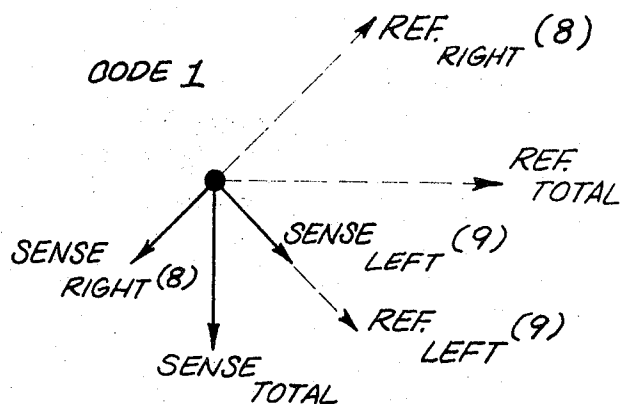 REF. RIGHT (8)
CODE 1
REF. TOTAL
SENSE LEFT (9)
SENSE RIGHT (8)
REF. LEFT (9)
SENSE TOTAL